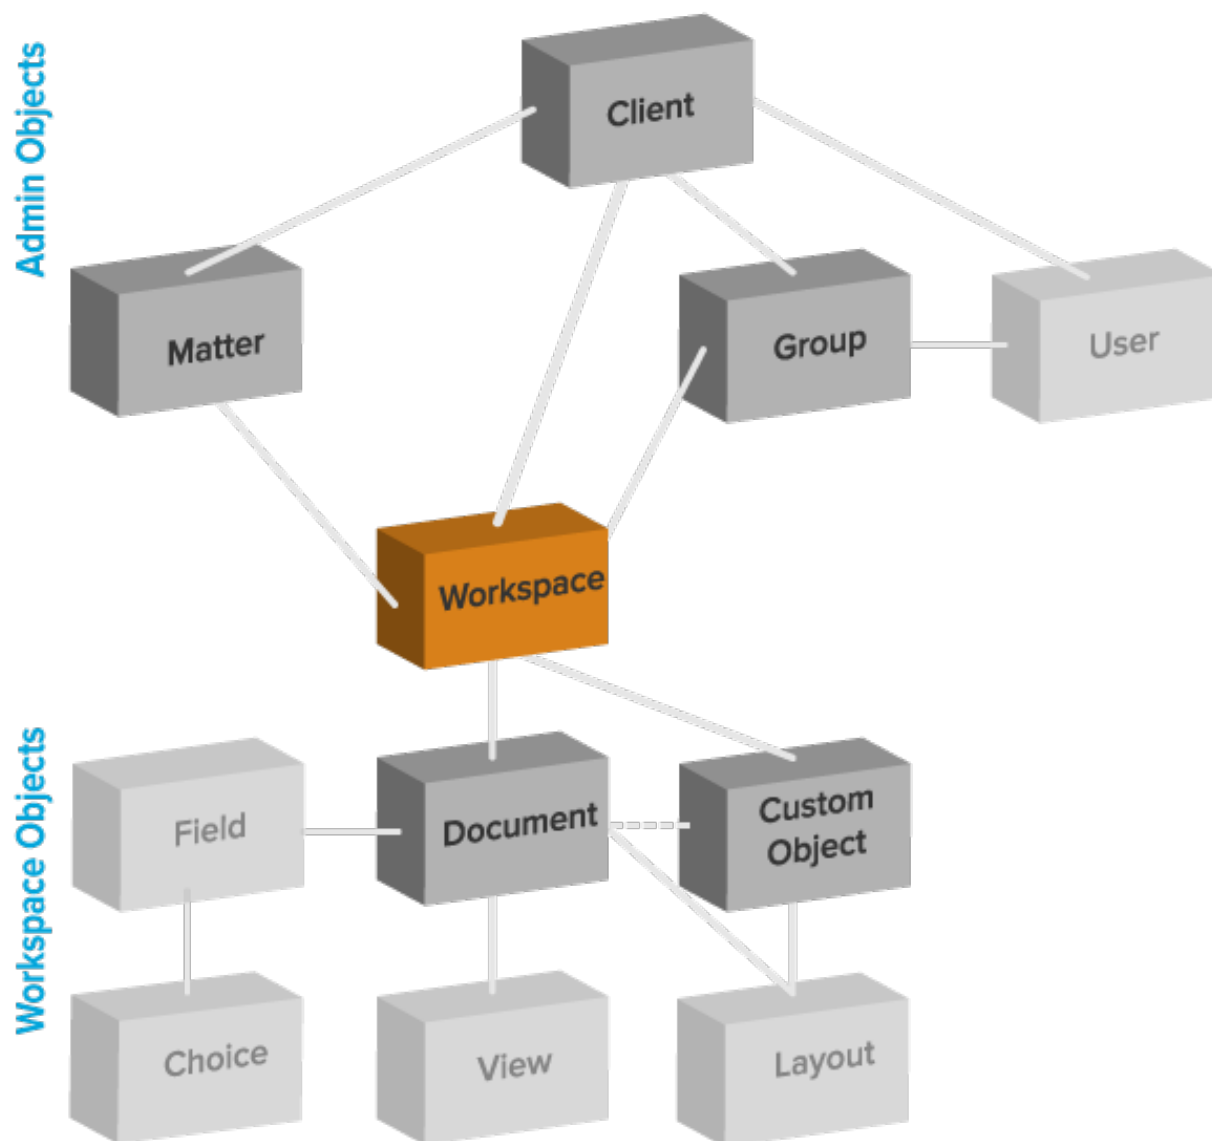 Admin Objects
Client
Matter
Group
User
Workspace
Workspace Objects
Field
Document
Custom
Object
Choice
View
Layout